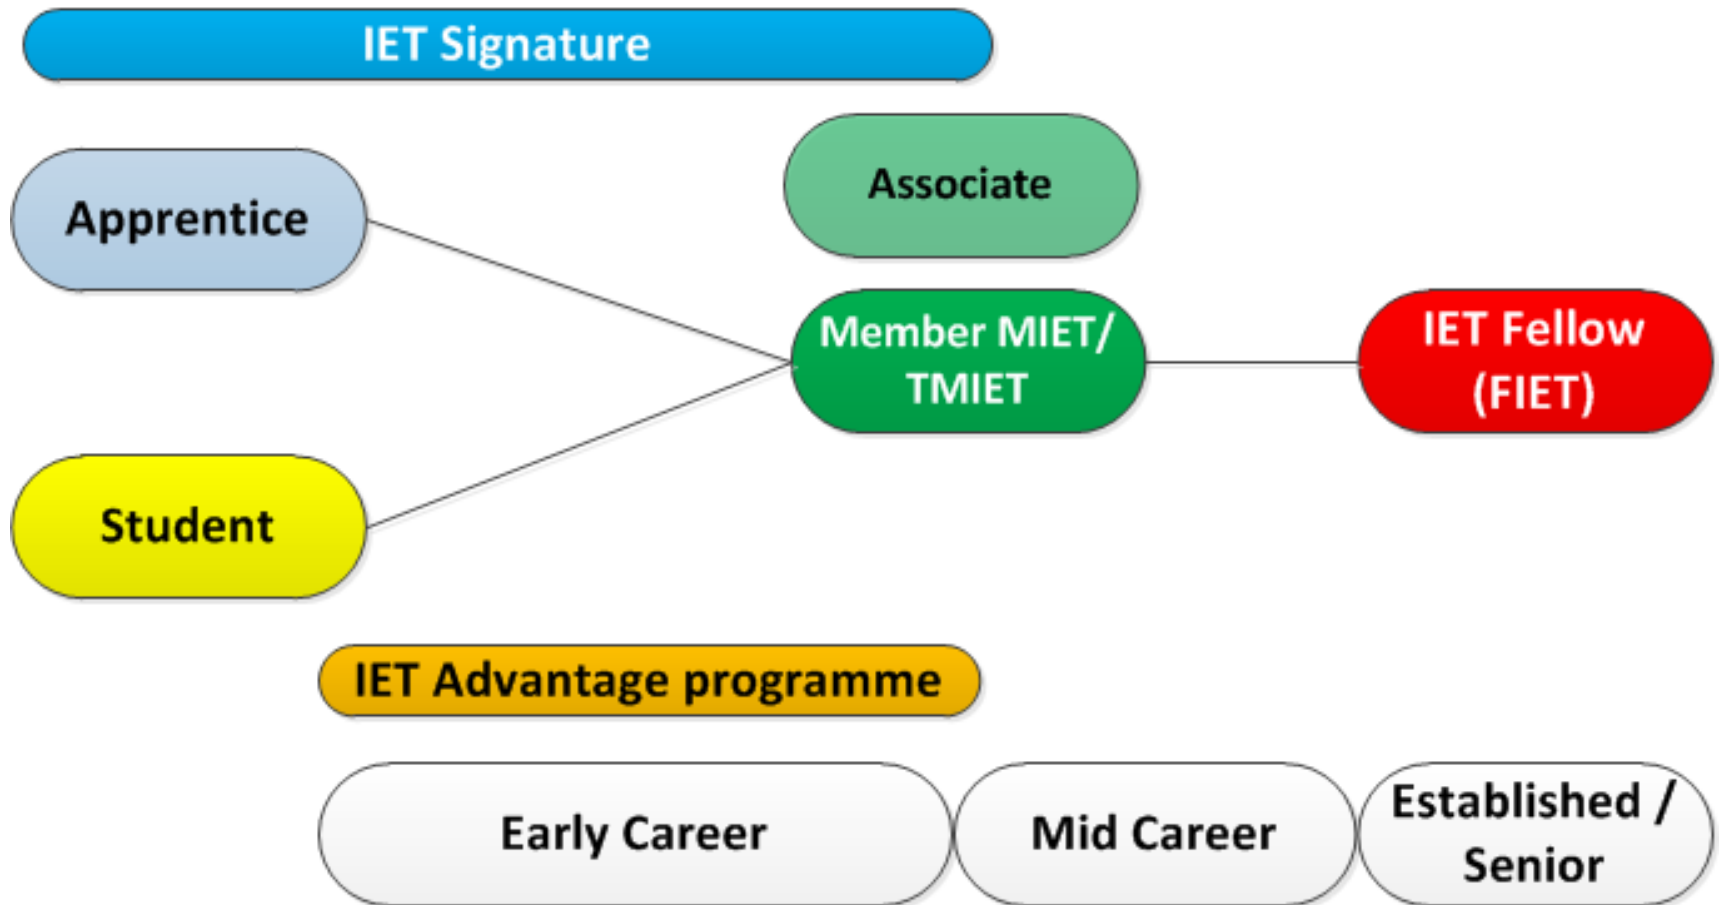 IET Signature
Apprentice
Associate
Member MIET/
TMIET
IET Fellow
(FIET)
Student
IET Advantage programme
Early Career
Mid Career
Established /
Senior